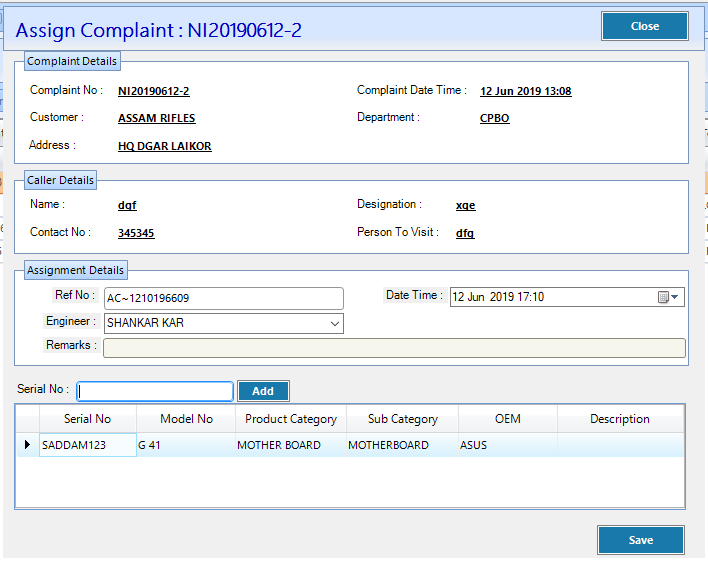 Assign Complaint : NI20190612-2
Close
Complaint Details
Complaint No : NI20190612-2 Complaint Date Time : 12 Jun 2019 13:08
Customer : ASSAM RIFLES Department : CPBO
Address : HQ DGAR LAIKOR
Caller Details
Name : dgf Designation : xge
Contact No : 345345 Person To Visit : dfg
Assignment Details
Ref No : AC~1210196609 Date Time : 12 Jun 2019 17:10
Engineer : SHANKAR KAR
Remarks :
Serial No : Add
Serial No Model No Product Category Sub Category OEM Description
SADDAM123 G 41 MOTHER BOARD MOTHERBOARD ASUS
Save